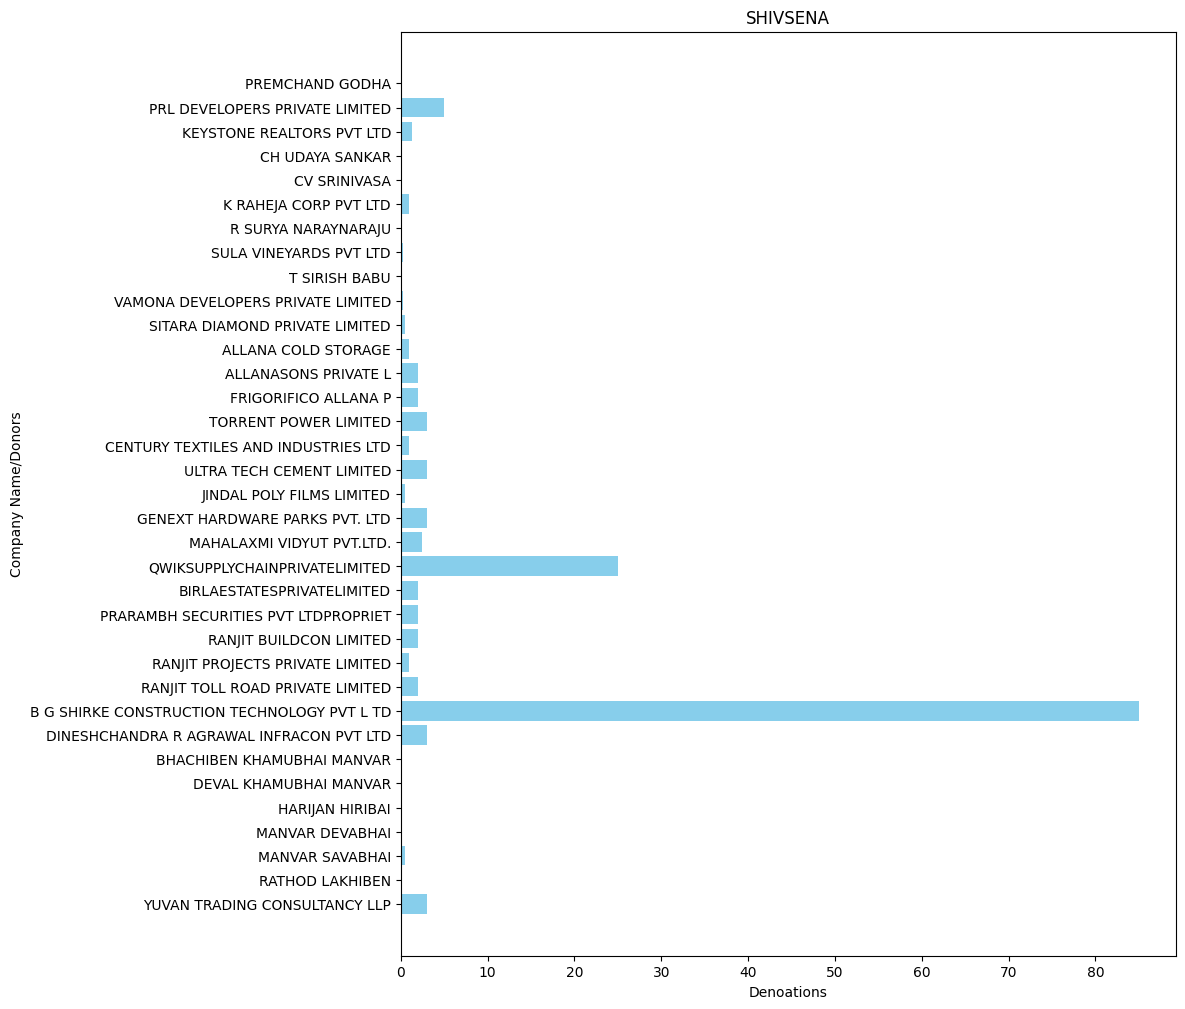 SHIVSENA
PREMCHAND GODHA
PRL DEVELOPERS PRIVATE LIMITED
KEYSTONE REALTORS PVT LTD
CH UDAYA SANKAR
CV SRINIVASA
K RAHEJA CORP PVT LTD
R SURYA NARAYNARAJU
SULA VINEYARDS PVT LTD
T SIRISH BABU
VAMONA DEVELOPERS PRIVATE LIMITED
SITARA DIAMOND PRIVATE LIMITED
ALLANA COLD STORAGE
ALLANASONS PRIVATE L
FRIGORIFICO ALLANA P
TORRENT POWER LIMITED
CENTURY TEXTILES AND INDUSTRIES LTD
ULTRA TECH CEMENT LIMITED
JINDAL POLY FILMS LIMITED
GENEXT HARDWARE PARKS PVT. LTD
MAHALAXMI VIDYUT PVT.LTD.
QWIKSUPPLYCHAINPRIVATELIMITED
BIRLAESTATESPRIVATELIMITED
PRARAMBH SECURITIES PVT LTDPROPRIET
RANJIT BUILDCON LIMITED
RANJIT PROJECTS PRIVATE LIMITED
RANJIT TOLL ROAD PRIVATE LIMITED
B G SHIRKE CONSTRUCTION TECHNOLOGY PVT L TD
DINESHCHANDRA R AGRAWAL INFRACON PVT LTD
BHACHIBEN KHAMUBHAI MANVAR
DEVAL KHAMUBHAI MANVAR
HARIJAN HIRIBAI
MANVAR DEVABHAI
MANVAR SAVABHAI
RATHOD LAKHIBEN
YUVAN TRADING CONSULTANCY LLP
Company Name/Donors
0 10 20 30 40 50 60 70 80
Denoations